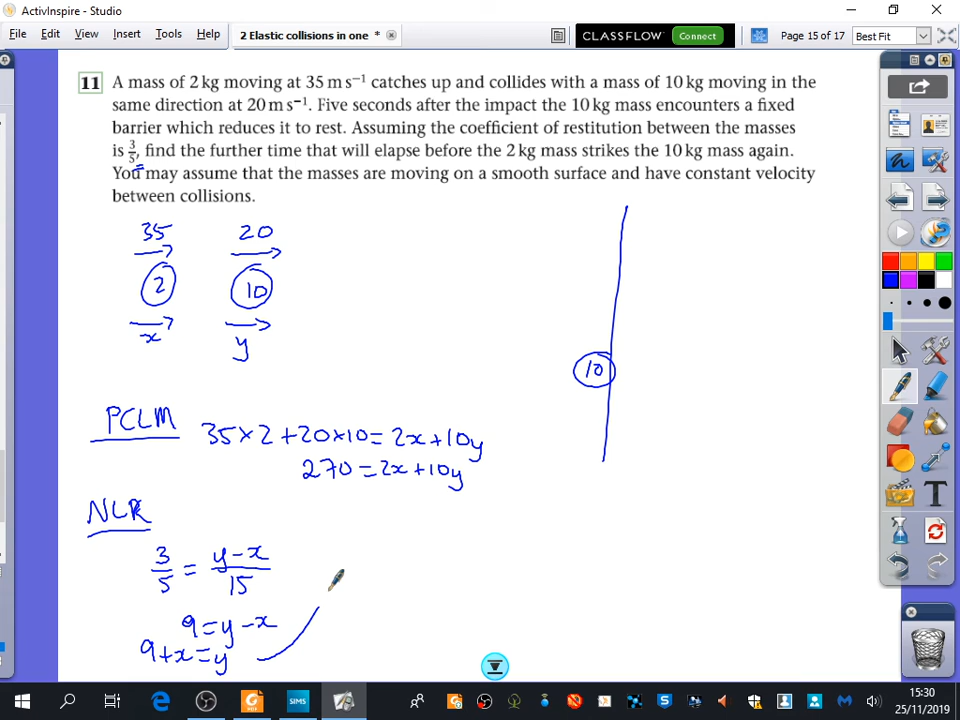 ActivInspire - Studio
File Edit View Insert Tools Help
2 Elastic collisions in one *
CLASSFLOW Connect
Page 15 of 17
Best Fit
11 A mass of 2 kg moving at 35 m s⁻¹ catches up and collides with a mass of 10 kg moving in the
same direction at 20 m s⁻¹. Five seconds after the impact the 10 kg mass encounters a fixed
barrier which reduces it to rest. Assuming the coefficient of restitution between the masses
is 3/5, find the further time that will elapse before the 2 kg mass strikes the 10 kg mass again.
You may assume that the masses are moving on a smooth surface and have constant velocity
between collisions.
35 20
2 10
x y
10
PCLM 35×2+20×10=2x+10y
270=2x+10y
NLR
3/5 = (y-x)/15
9=y-x
9+x=y
T
15:30
25/11/2019